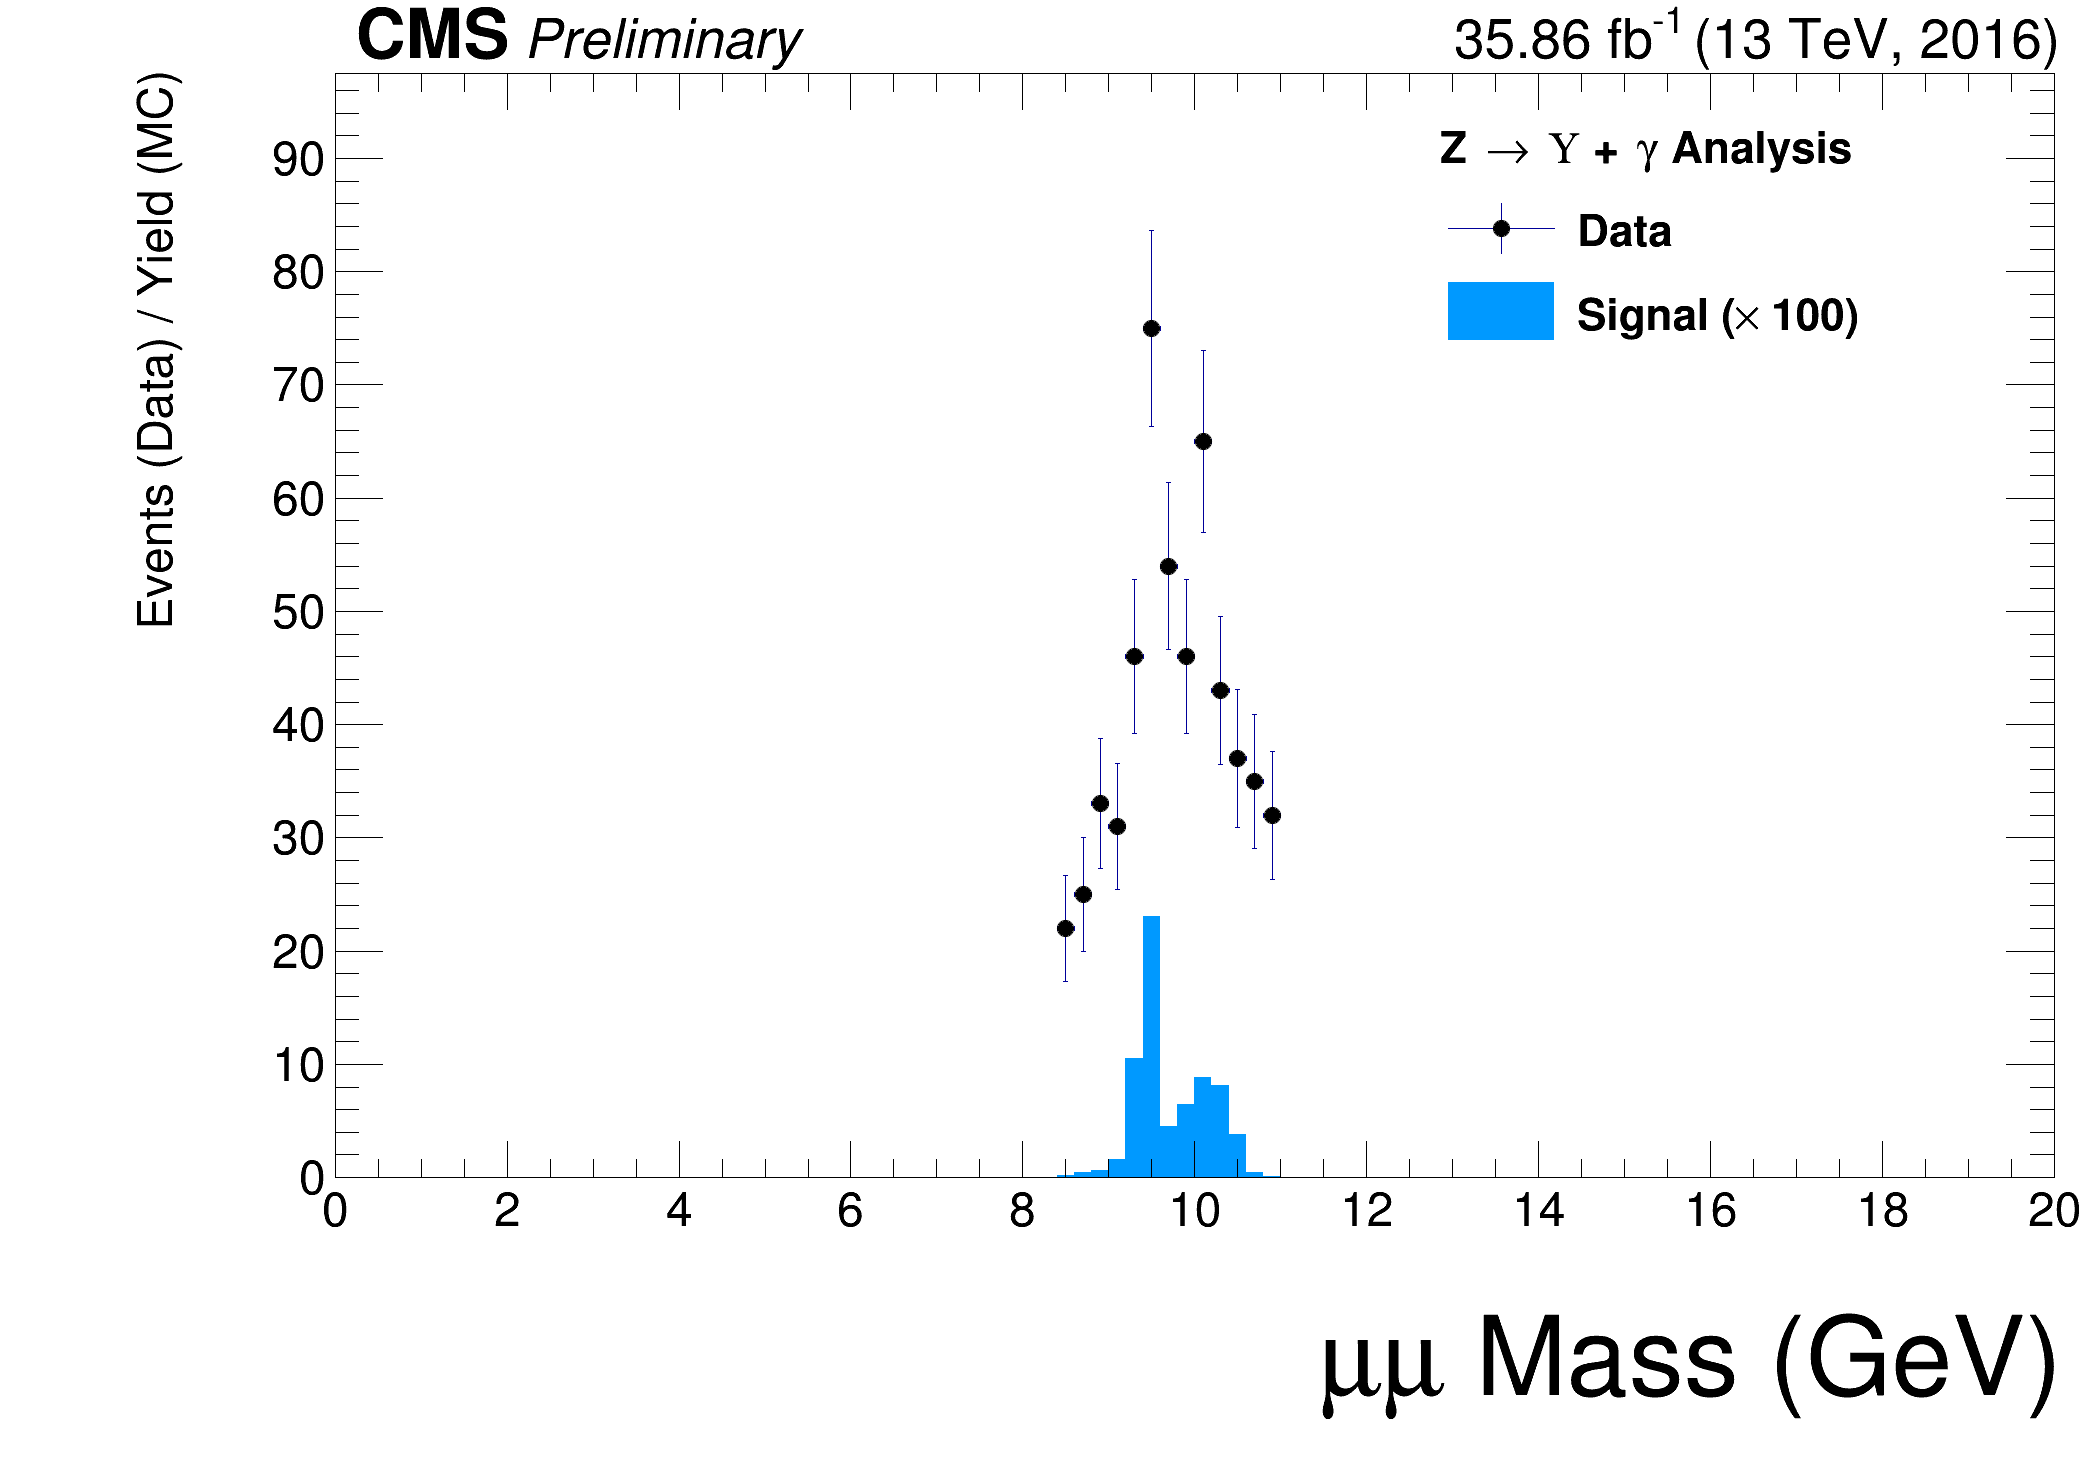 CMS Preliminary
35.86 fb⁻¹ (13 TeV, 2016)
Events (Data) / Yield (MC)
Z → Υ + γ Analysis
Data
Signal (× 100)
90
80
70
60
50
40
30
20
10
0
0 2 4 6 8 10 12 14 16 18 20
μμ Mass (GeV)